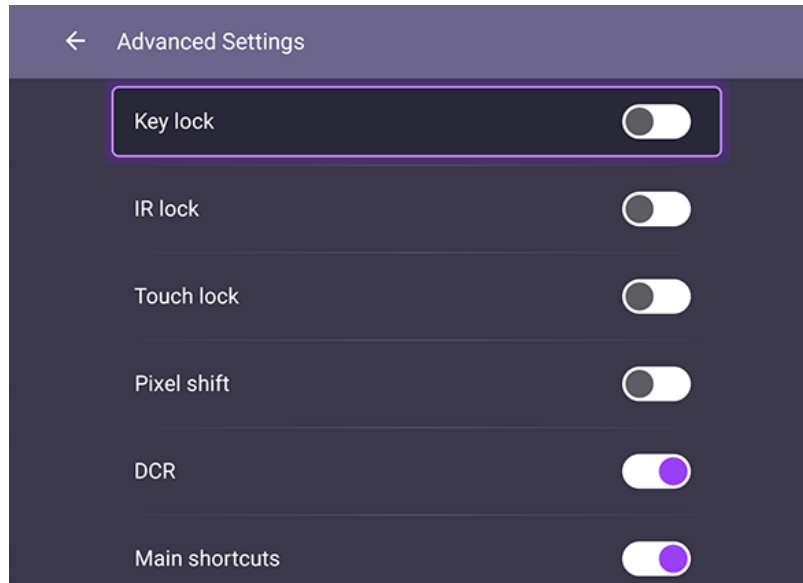 Advanced Settings
Key lock
IR lock
Touch lock
Pixel shift
DCR
Main shortcuts